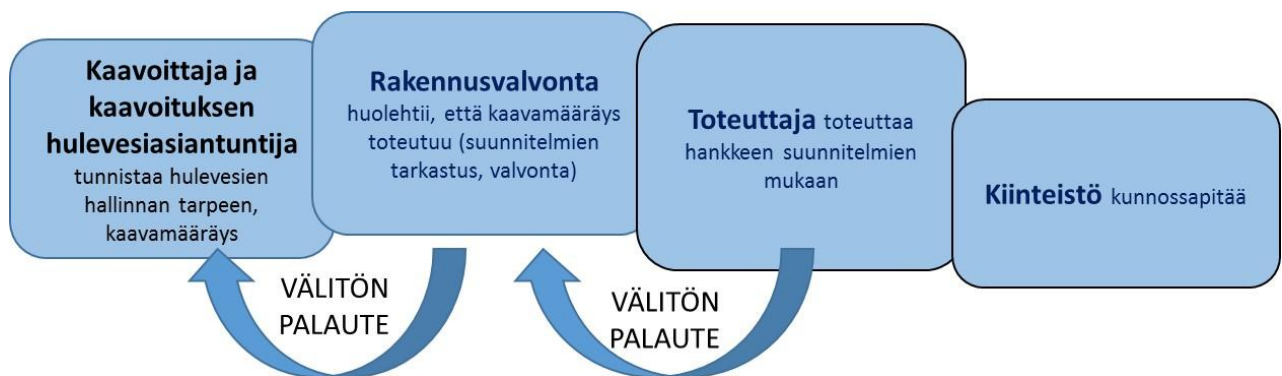 Kaavoittaja ja
kaavoituksen
hulevesiasiantuntija
tunnistaa hulevesien
hallinnan tarpeen,
kaavamääräys
Rakennusvalvonta
huolehtii, että kaavamääräys
toteutuu (suunnitelmien
tarkastus, valvonta)
Toteuttaja toteuttaa
hankkeen suunnitelmien
mukaan
Kiinteistö kunnossapitää
VÄLITÖN
PALAUTE
VÄLITÖN
PALAUTE